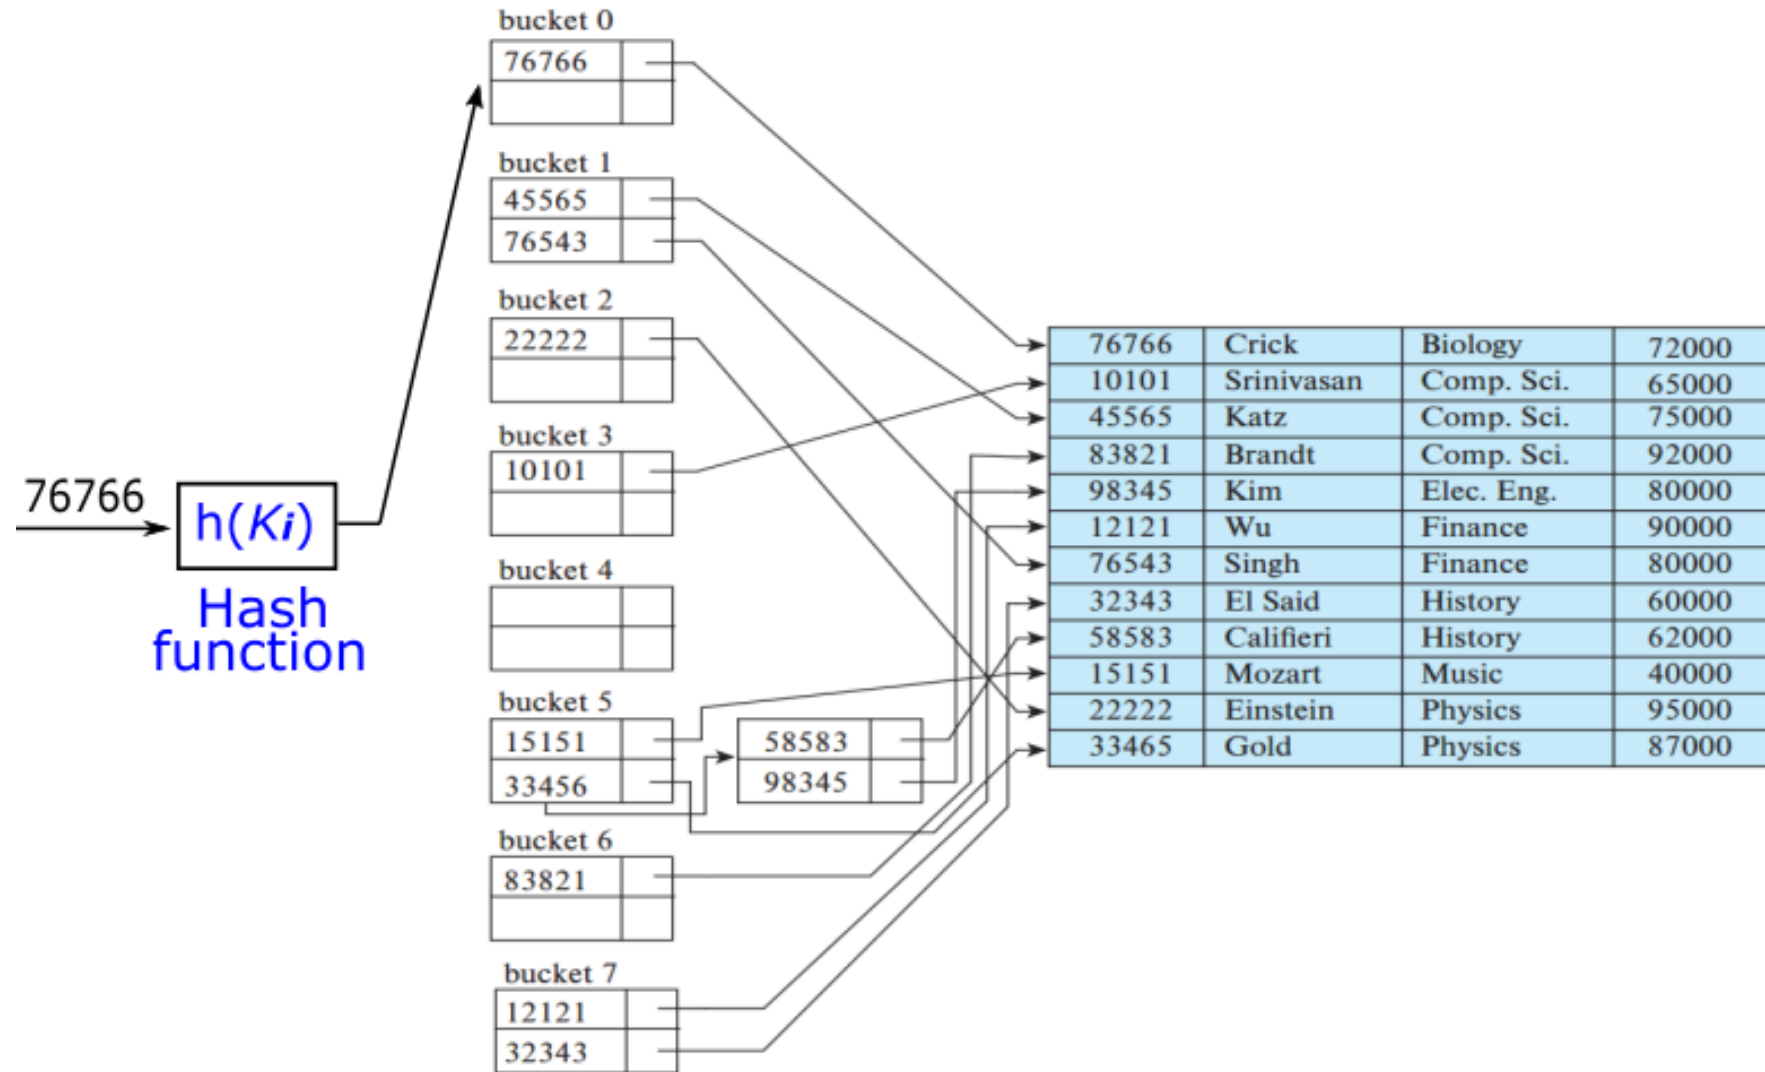 76766
h(Ki)
Hash
function
bucket 0
76766
bucket 1
45565
76543
bucket 2
22222
bucket 3
10101
bucket 4
bucket 5
15151
33456
58583
98345
bucket 6
83821
bucket 7
12121
32343
76766 Crick Biology 72000
10101 Srinivasan Comp. Sci. 65000
45565 Katz Comp. Sci. 75000
83821 Brandt Comp. Sci. 92000
98345 Kim Elec. Eng. 80000
12121 Wu Finance 90000
76543 Singh Finance 80000
32343 El Said History 60000
58583 Califieri History 62000
15151 Mozart Music 40000
22222 Einstein Physics 95000
33465 Gold Physics 87000